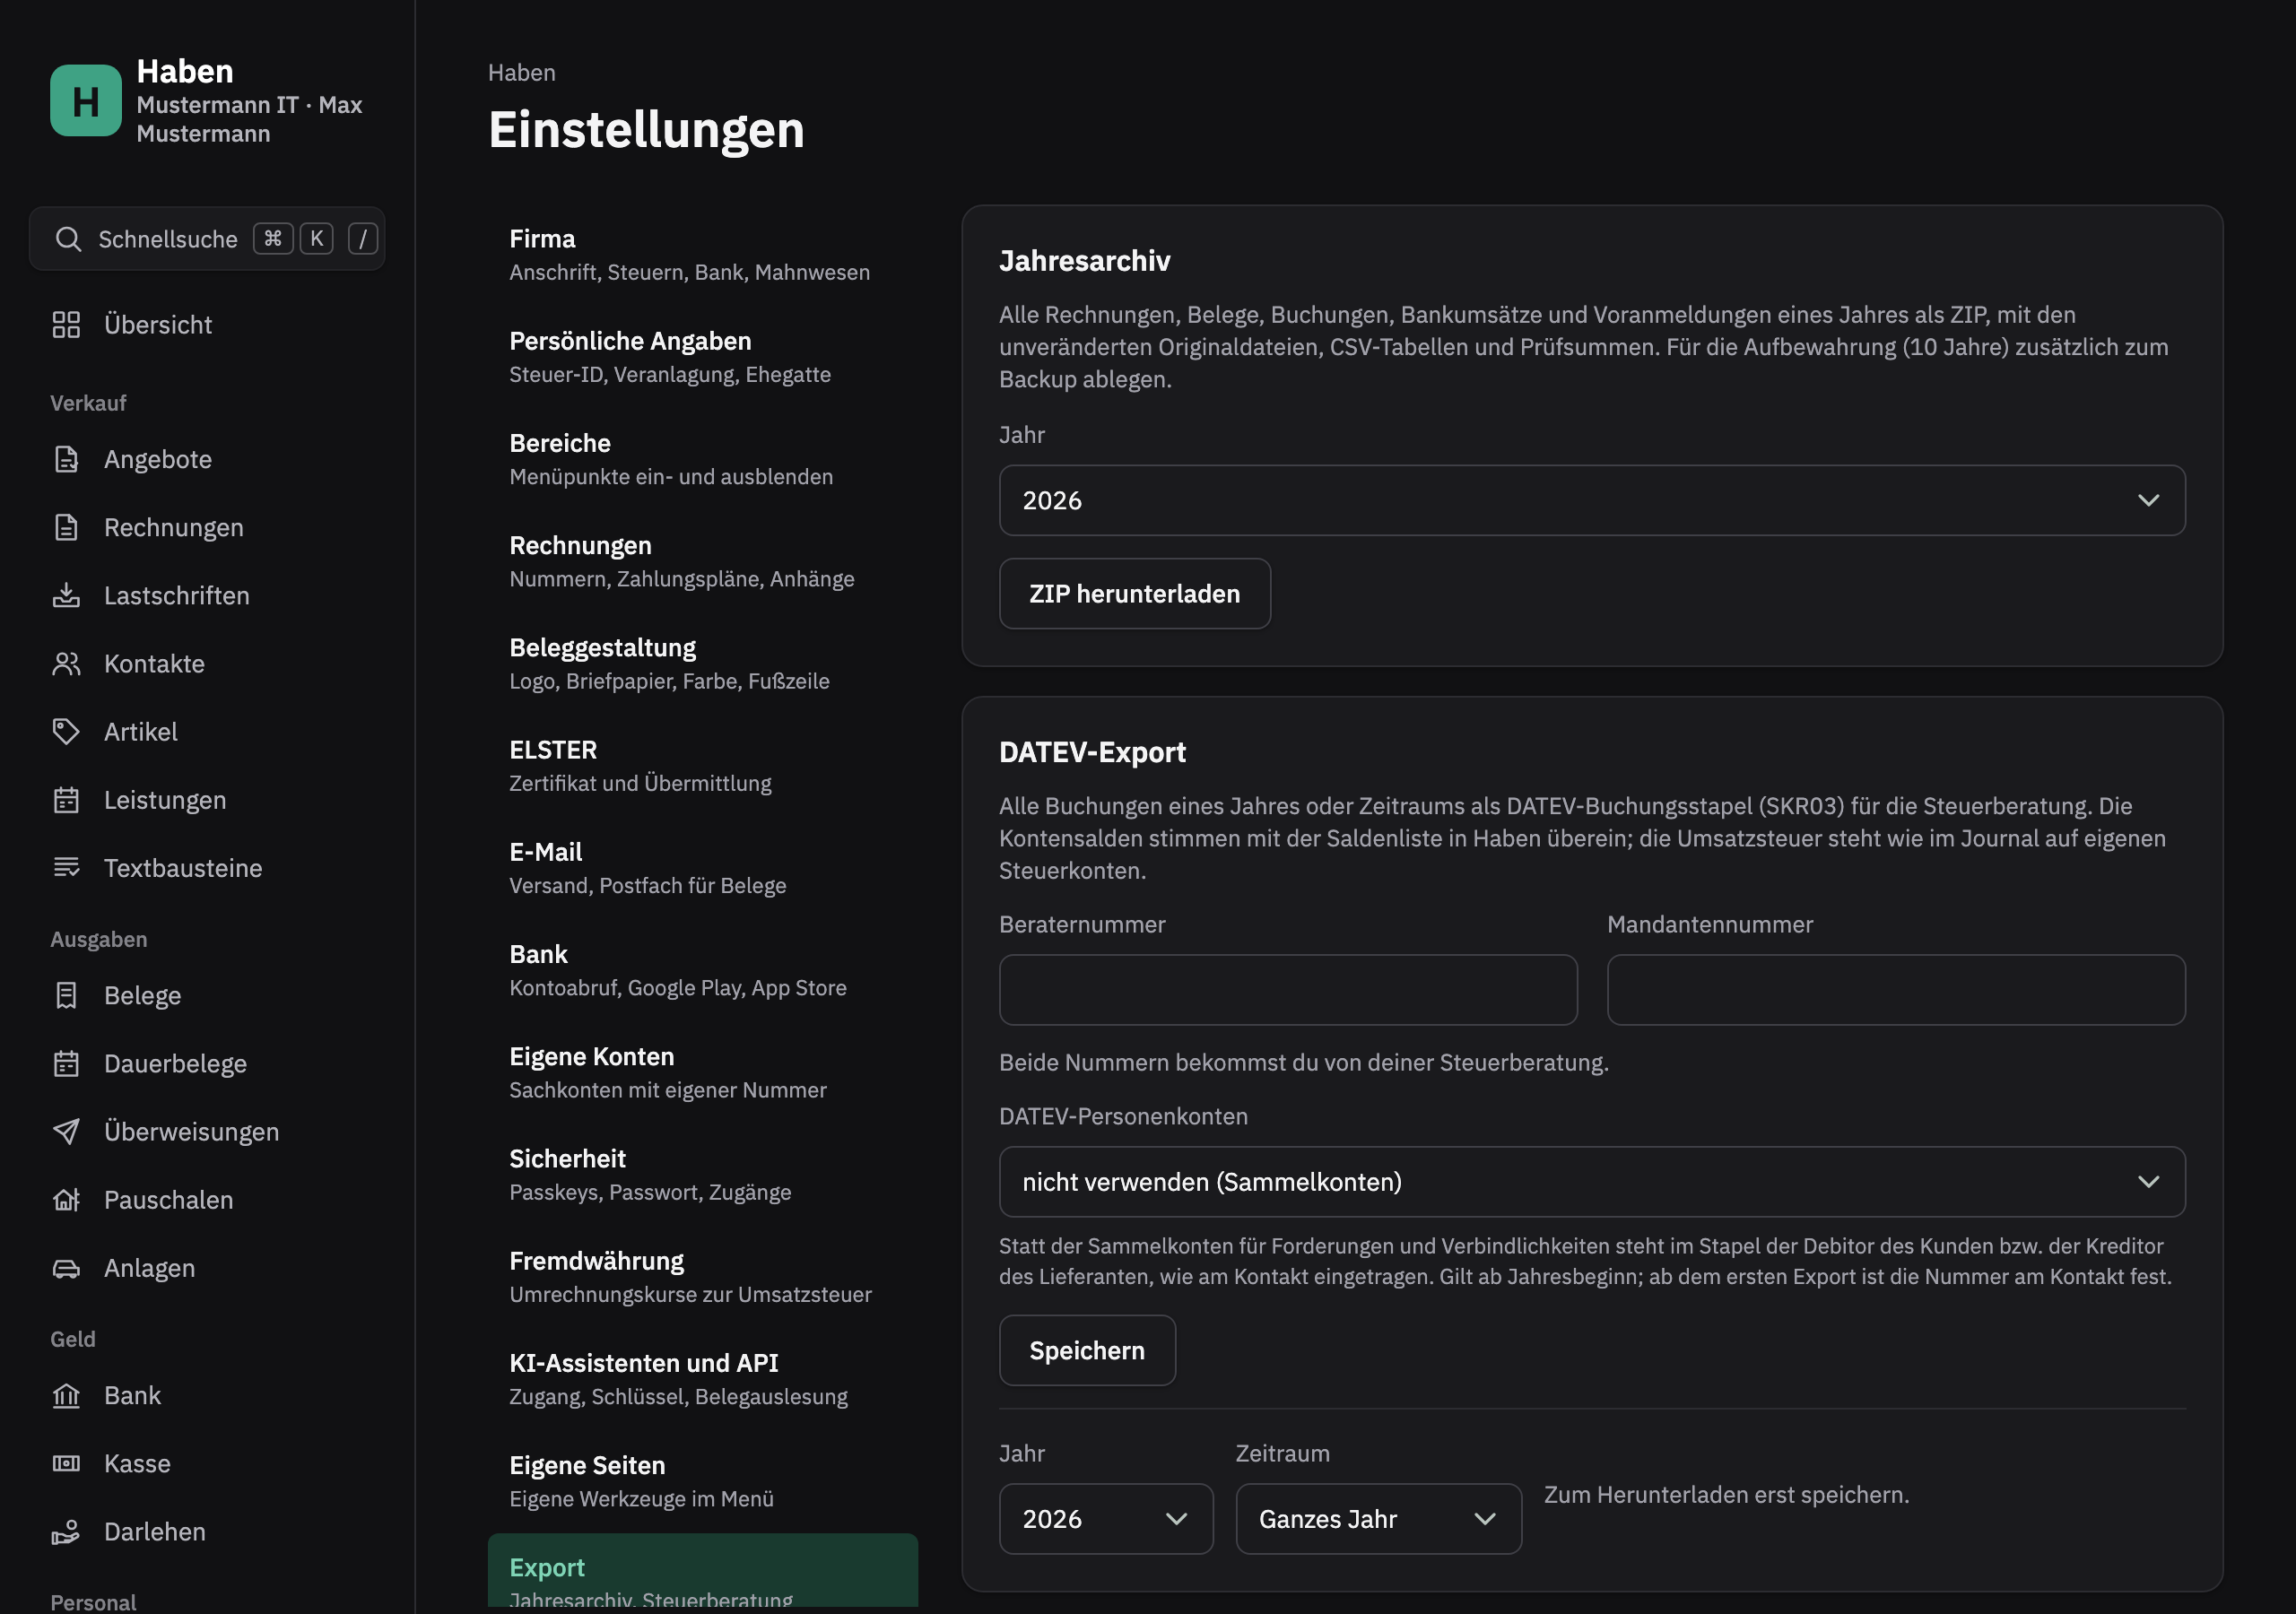 H
Haben
Mustermann IT · Max
Mustermann
Schnellsuche ⌘ K /
Übersicht
Verkauf
Angebote
Rechnungen
Lastschriften
Kontakte
Artikel
Leistungen
Textbausteine
Ausgaben
Belege
Dauerbelege
Überweisungen
Pauschalen
Anlagen
Geld
Bank
Kasse
Darlehen
Personal
Haben
Einstellungen
Firma
Anschrift, Steuern, Bank, Mahnwesen
Persönliche Angaben
Steuer-ID, Veranlagung, Ehegatte
Bereiche
Menüpunkte ein- und ausblenden
Rechnungen
Nummern, Zahlungspläne, Anhänge
Beleggestaltung
Logo, Briefpapier, Farbe, Fußzeile
ELSTER
Zertifikat und Übermittlung
E-Mail
Versand, Postfach für Belege
Bank
Kontoabruf, Google Play, App Store
Eigene Konten
Sachkonten mit eigener Nummer
Sicherheit
Passkeys, Passwort, Zugänge
Fremdwährung
Umrechnungskurse zur Umsatzsteuer
KI-Assistenten und API
Zugang, Schlüssel, Belegauslesung
Eigene Seiten
Eigene Werkzeuge im Menü
Export
Jahresarchiv, Steuerberatung
Jahresarchiv
Alle Rechnungen, Belege, Buchungen, Bankumsätze und Voranmeldungen eines Jahres als ZIP, mit den
unveränderten Originaldateien, CSV-Tabellen und Prüfsummen. Für die Aufbewahrung (10 Jahre) zusätzlich zum
Backup ablegen.
Jahr
2026
ZIP herunterladen
DATEV-Export
Alle Buchungen eines Jahres oder Zeitraums als DATEV-Buchungsstapel (SKR03) für die Steuerberatung. Die
Kontensalden stimmen mit der Saldenliste in Haben überein; die Umsatzsteuer steht wie im Journal auf eigenen
Steuerkonten.
Beraternummer Mandantennummer
Beide Nummern bekommst du von deiner Steuerberatung.
DATEV-Personenkonten
nicht verwenden (Sammelkonten)
Statt der Sammelkonten für Forderungen und Verbindlichkeiten steht im Stapel der Debitor des Kunden bzw. der Kreditor
des Lieferanten, wie am Kontakt eingetragen. Gilt ab Jahresbeginn; ab dem ersten Export ist die Nummer am Kontakt fest.
Speichern
Jahr Zeitraum
2026 Ganzes Jahr Zum Herunterladen erst speichern.